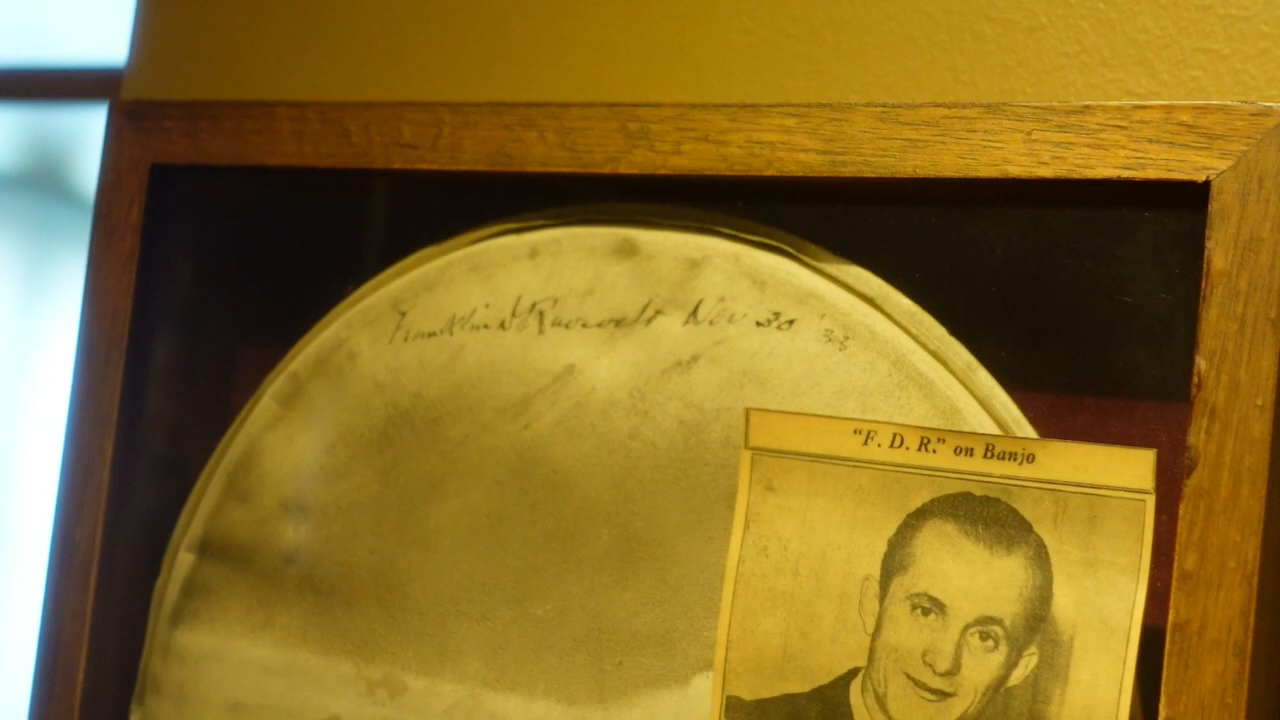 Franklin D Roosevelt Nov 30 '33
“F. D. R.” on Banjo